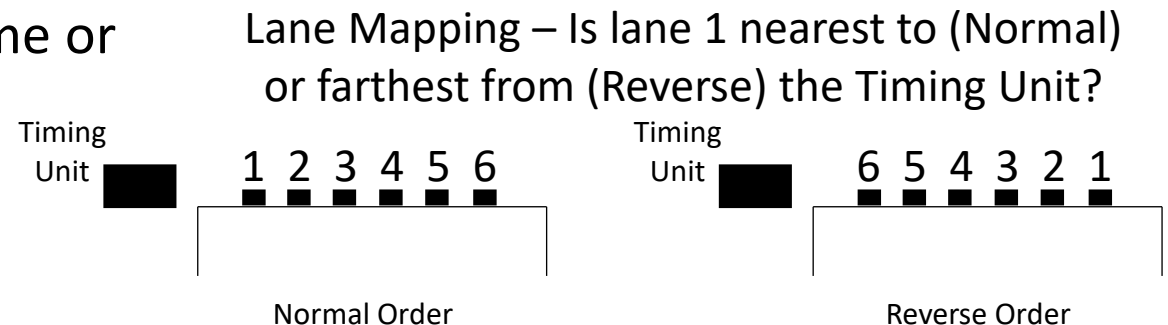 ne or
Lane Mapping – Is lane 1 nearest to (Normal)
or farthest from (Reverse) the Timing Unit?
Timing
Unit
1 2 3 4 5 6
Normal Order
Timing
Unit
6 5 4 3 2 1
Reverse Order